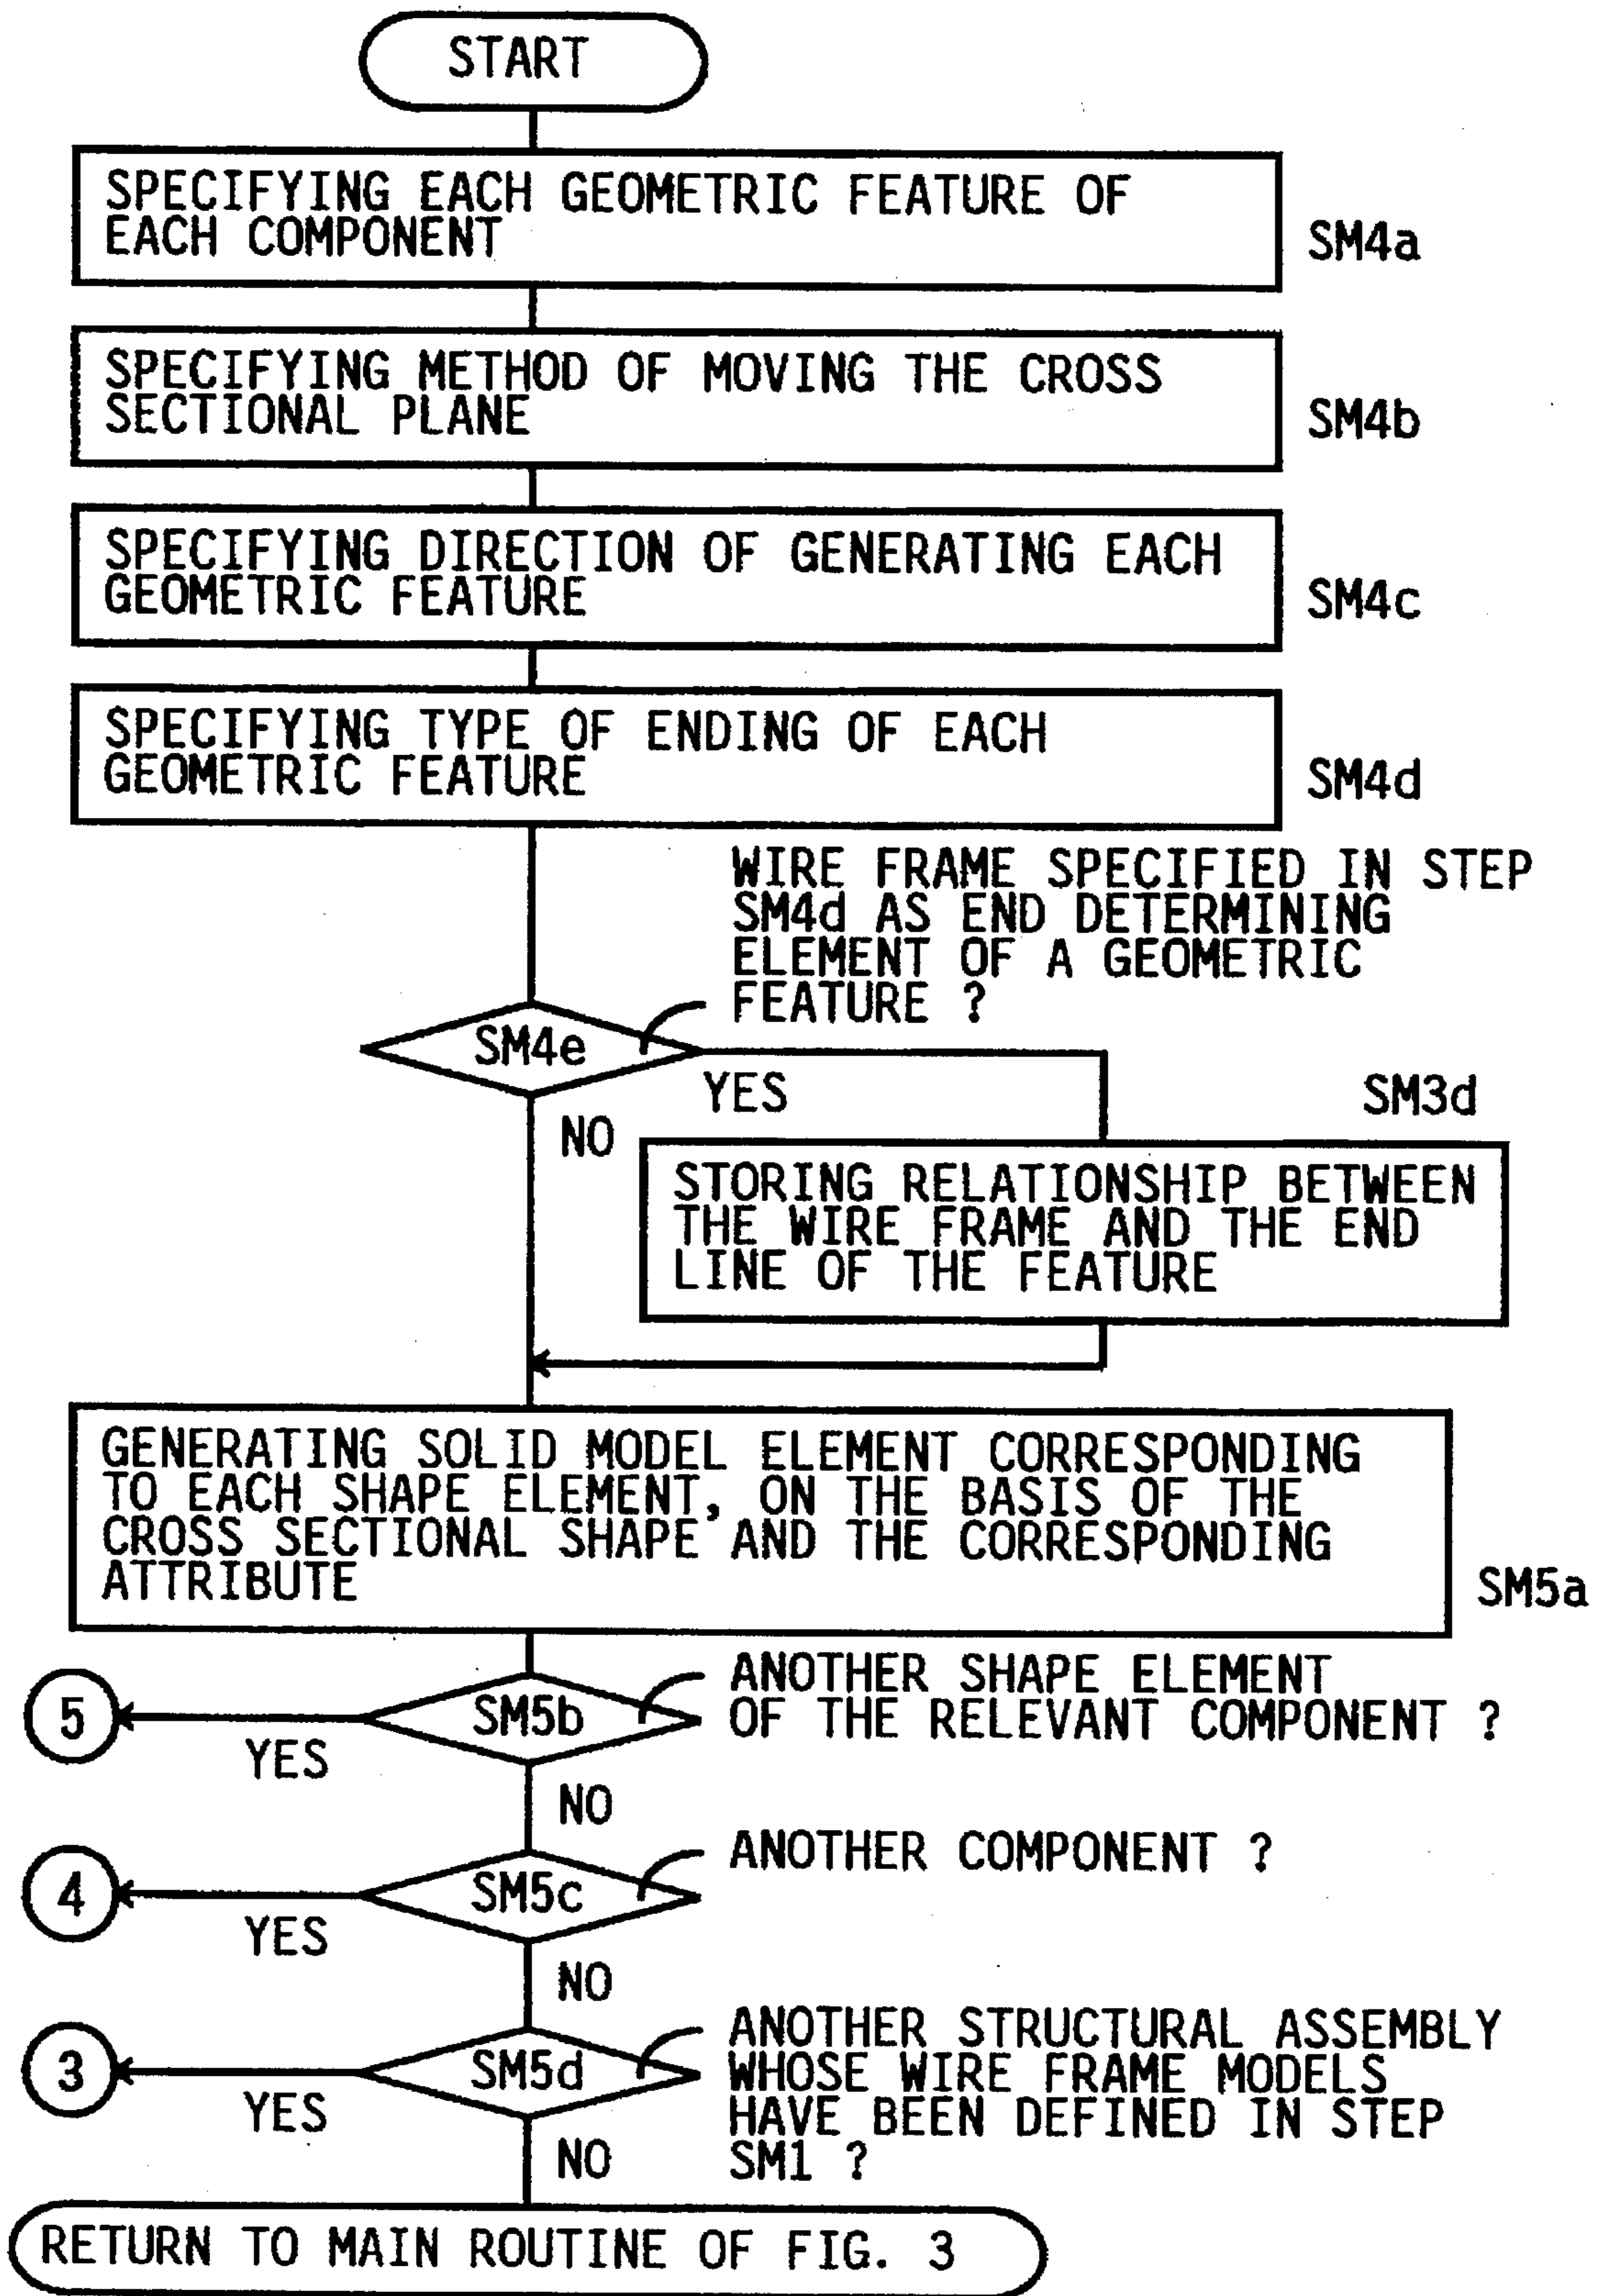 START
SPECIFYING EACH GEOMETRIC FEATURE OF
EACH COMPONENT
SM4a
SPECIFYING METHOD OF MOVING THE CROSS
SECTIONAL PLANE
SM4b
SPECIFYING DIRECTION OF GENERATING EACH
GEOMETRIC FEATURE
SM4c
SPECIFYING TYPE OF ENDING OF EACH
GEOMETRIC FEATURE
SM4d
WIRE FRAME SPECIFIED IN STEP
SM4d AS END DETERMINING
ELEMENT OF A GEOMETRIC
FEATURE ?
SM4e
YES
NO
SM3d
STORING RELATIONSHIP BETWEEN
THE WIRE FRAME AND THE END
LINE OF THE FEATURE
GENERATING SOLID MODEL ELEMENT CORRESPONDING
TO EACH SHAPE ELEMENT, ON THE BASIS OF THE
CROSS SECTIONAL SHAPE AND THE CORRESPONDING
ATTRIBUTE
SM5a
ANOTHER SHAPE ELEMENT
OF THE RELEVANT COMPONENT ?
SM5b
5
YES
NO
ANOTHER COMPONENT ?
SM5c
4
YES
NO
ANOTHER STRUCTURAL ASSEMBLY
WHOSE WIRE FRAME MODELS
HAVE BEEN DEFINED IN STEP
SM1 ?
SM5d
3
YES
NO
RETURN TO MAIN ROUTINE OF FIG. 3